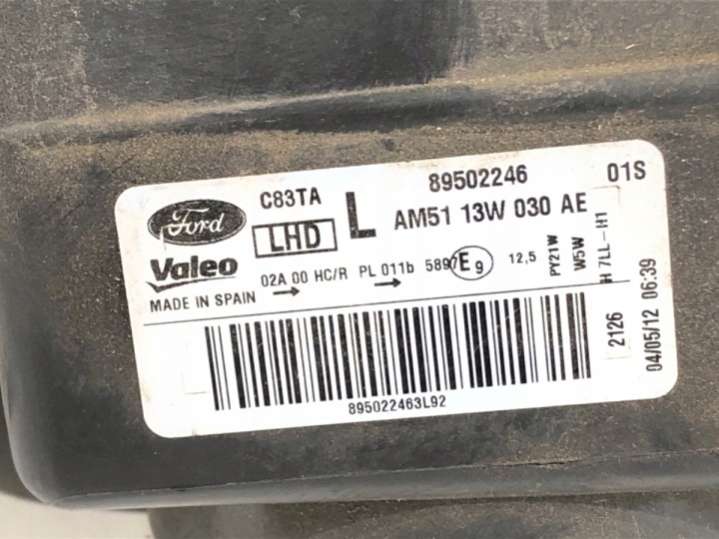 C83TA 89502246 01S
Ford LHD L AM51 13W 030 AE
Valeo 02A 00 HC/R PL 011b 5897 E9 12,5 PY21W W5W H7LL-H1
MADE IN SPAIN
2126 04/05/12 06:39
895022463L92